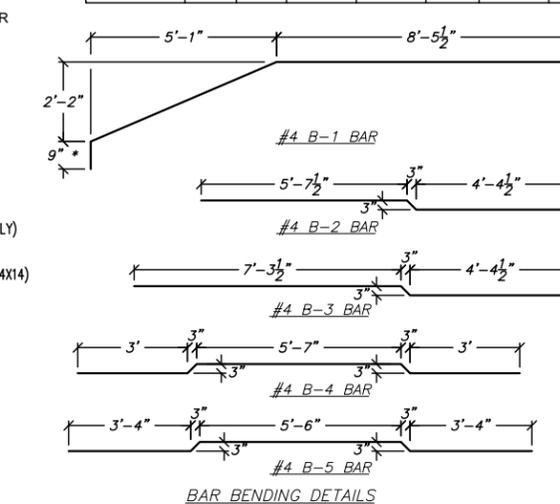 R
5'-1" 8'-5½"
2'-2"
9" *
#4 B-1 BAR
3"
5'-7½" 4'-4½"
3"
LY)
#4 B-2 BAR
3"
4X14)
7'-3½" 4'-4½"
3"
#4 B-3 BAR
3" 3"
3' 5'-7" 3'
3" 3"
#4 B-4 BAR
3" 3"
3'-4" 5'-6" 3'-4"
3" 3"
#4 B-5 BAR
BAR BENDING DETAILS